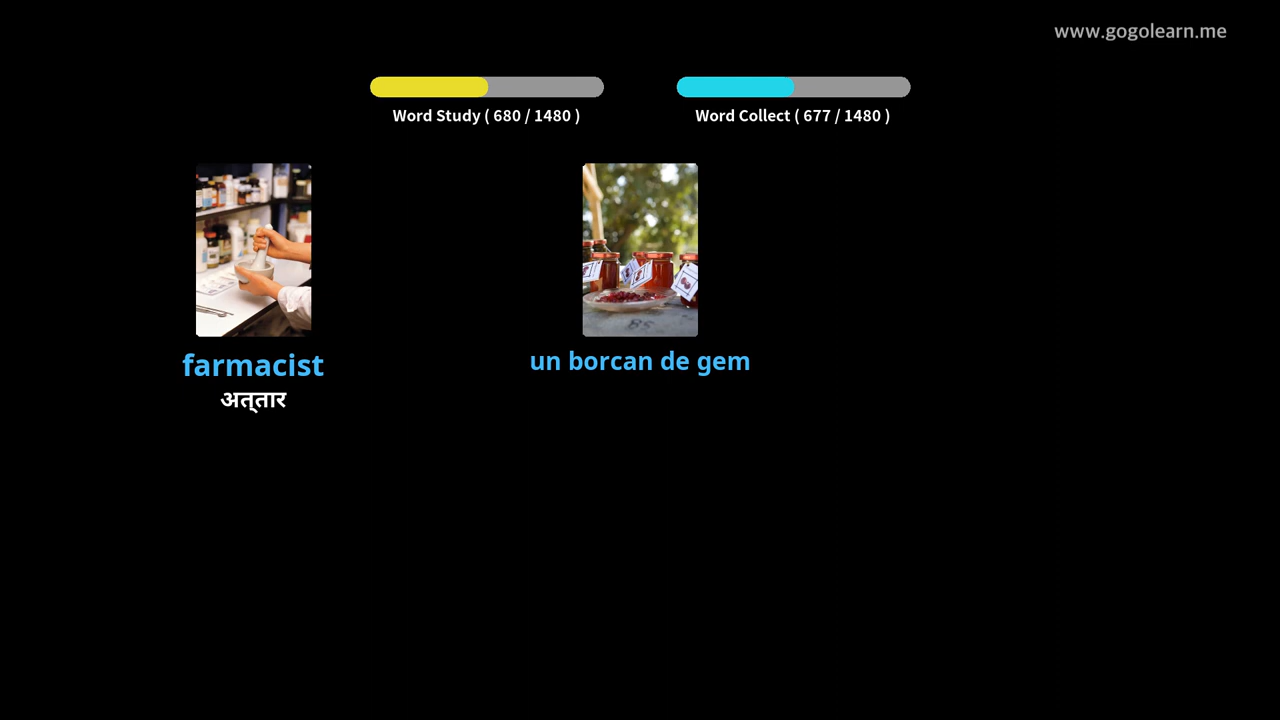 www.gogolearn.me
Word Study ( 680 / 1480 )
Word Collect ( 677 / 1480 )
farmacist
अत्‌तार
un borcan de gem